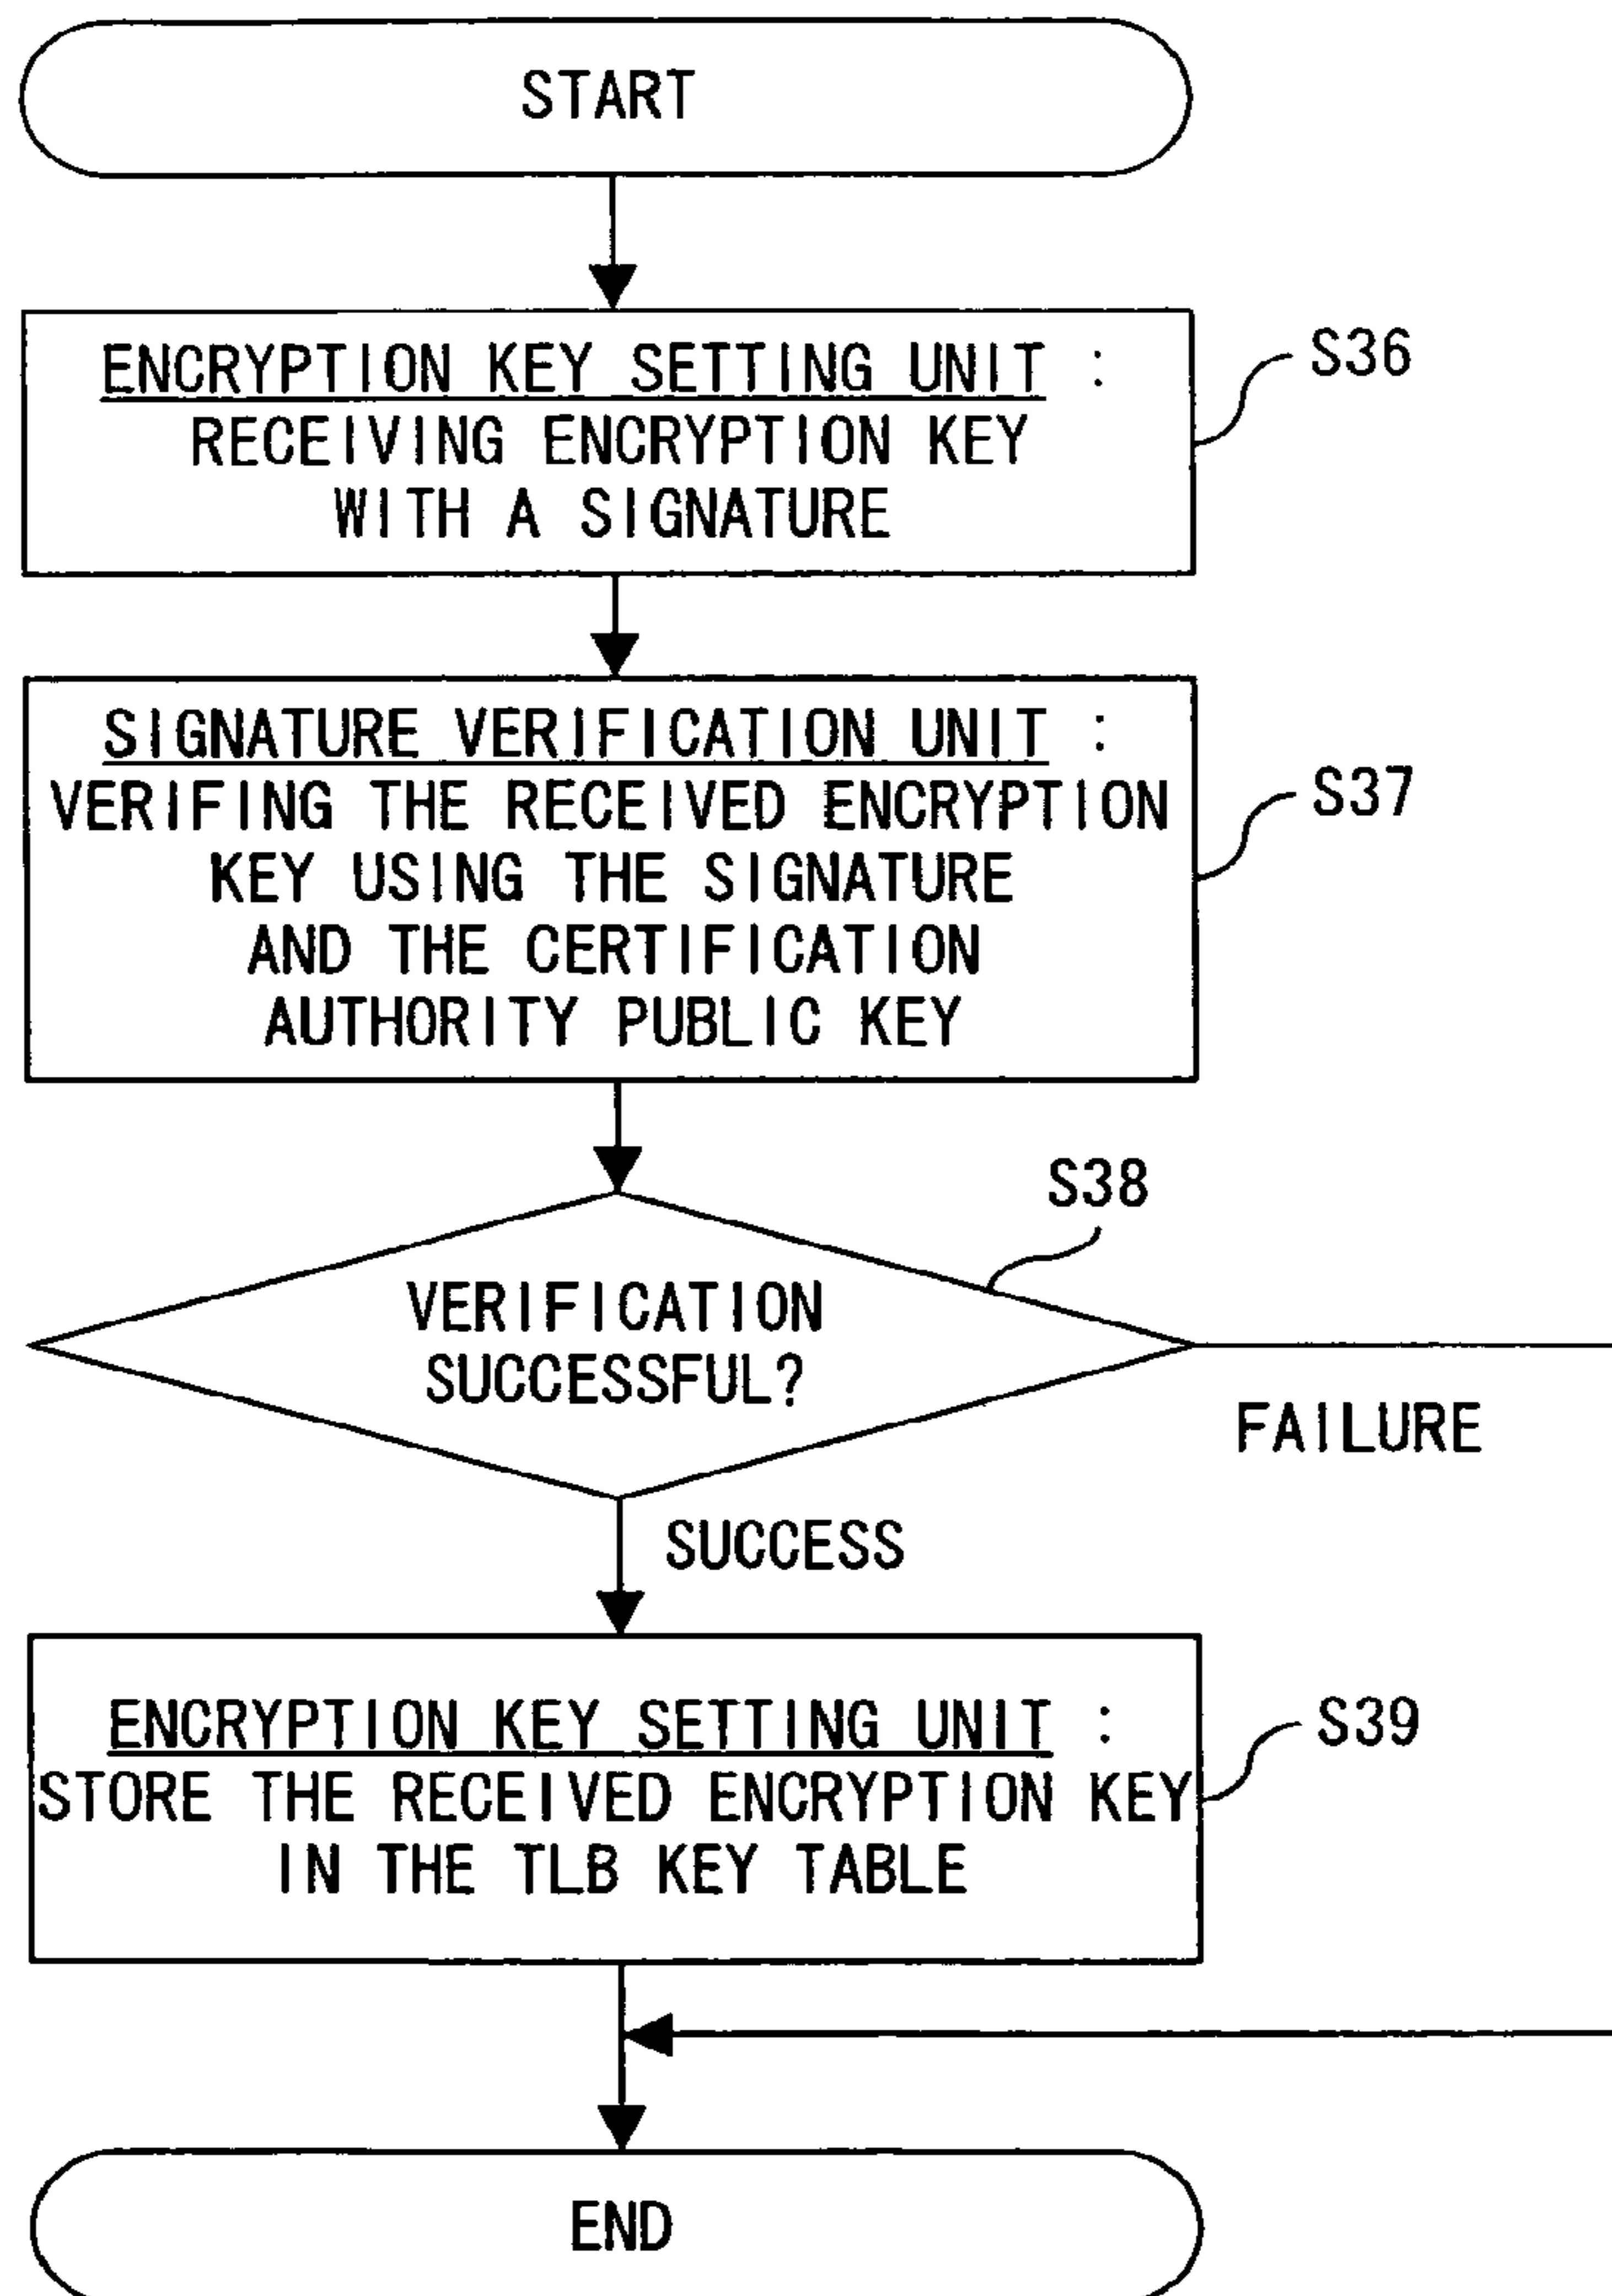 START
ENCRYPTION KEY SETTING UNIT :
RECEIVING ENCRYPTION KEY
WITH A SIGNATURE
S36
SIGNATURE VERIFICATION UNIT :
VERIFING THE RECEIVED ENCRYPTION
KEY USING THE SIGNATURE
AND THE CERTIFICATION
AUTHORITY PUBLIC KEY
S37
S38
VERIFICATION
SUCCESSFUL?
FAILURE
SUCCESS
ENCRYPTION KEY SETTING UNIT :
STORE THE RECEIVED ENCRYPTION KEY
IN THE TLB KEY TABLE
S39
END